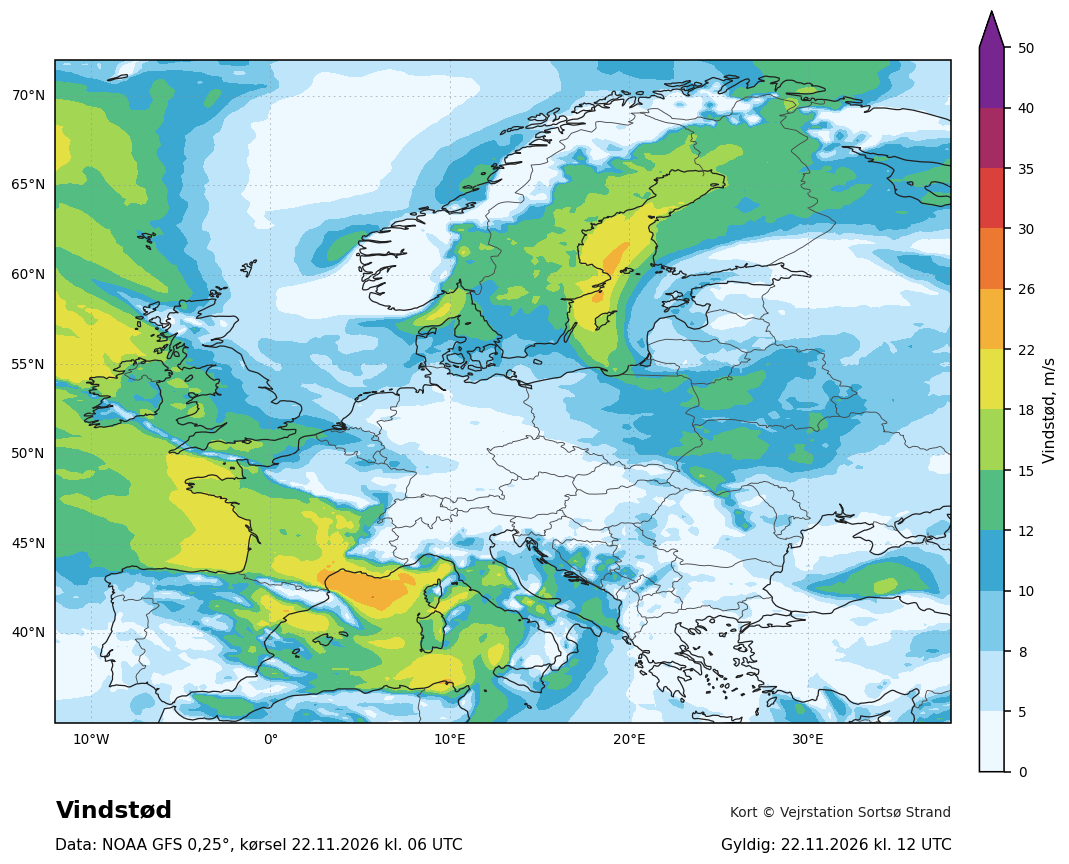 50
40
35
30
26
22
18
15
12
10
8
5
0
Vindstød, m/s
70°N
65°N
60°N
55°N
50°N
45°N
40°N
10°W
0°
10°E
20°E
30°E
Vindstød
Kort © Vejrstation Sortsø Strand
Data: NOAA GFS 0,25°, kørsel 22.11.2026 kl. 06 UTC
Gyldig: 22.11.2026 kl. 12 UTC